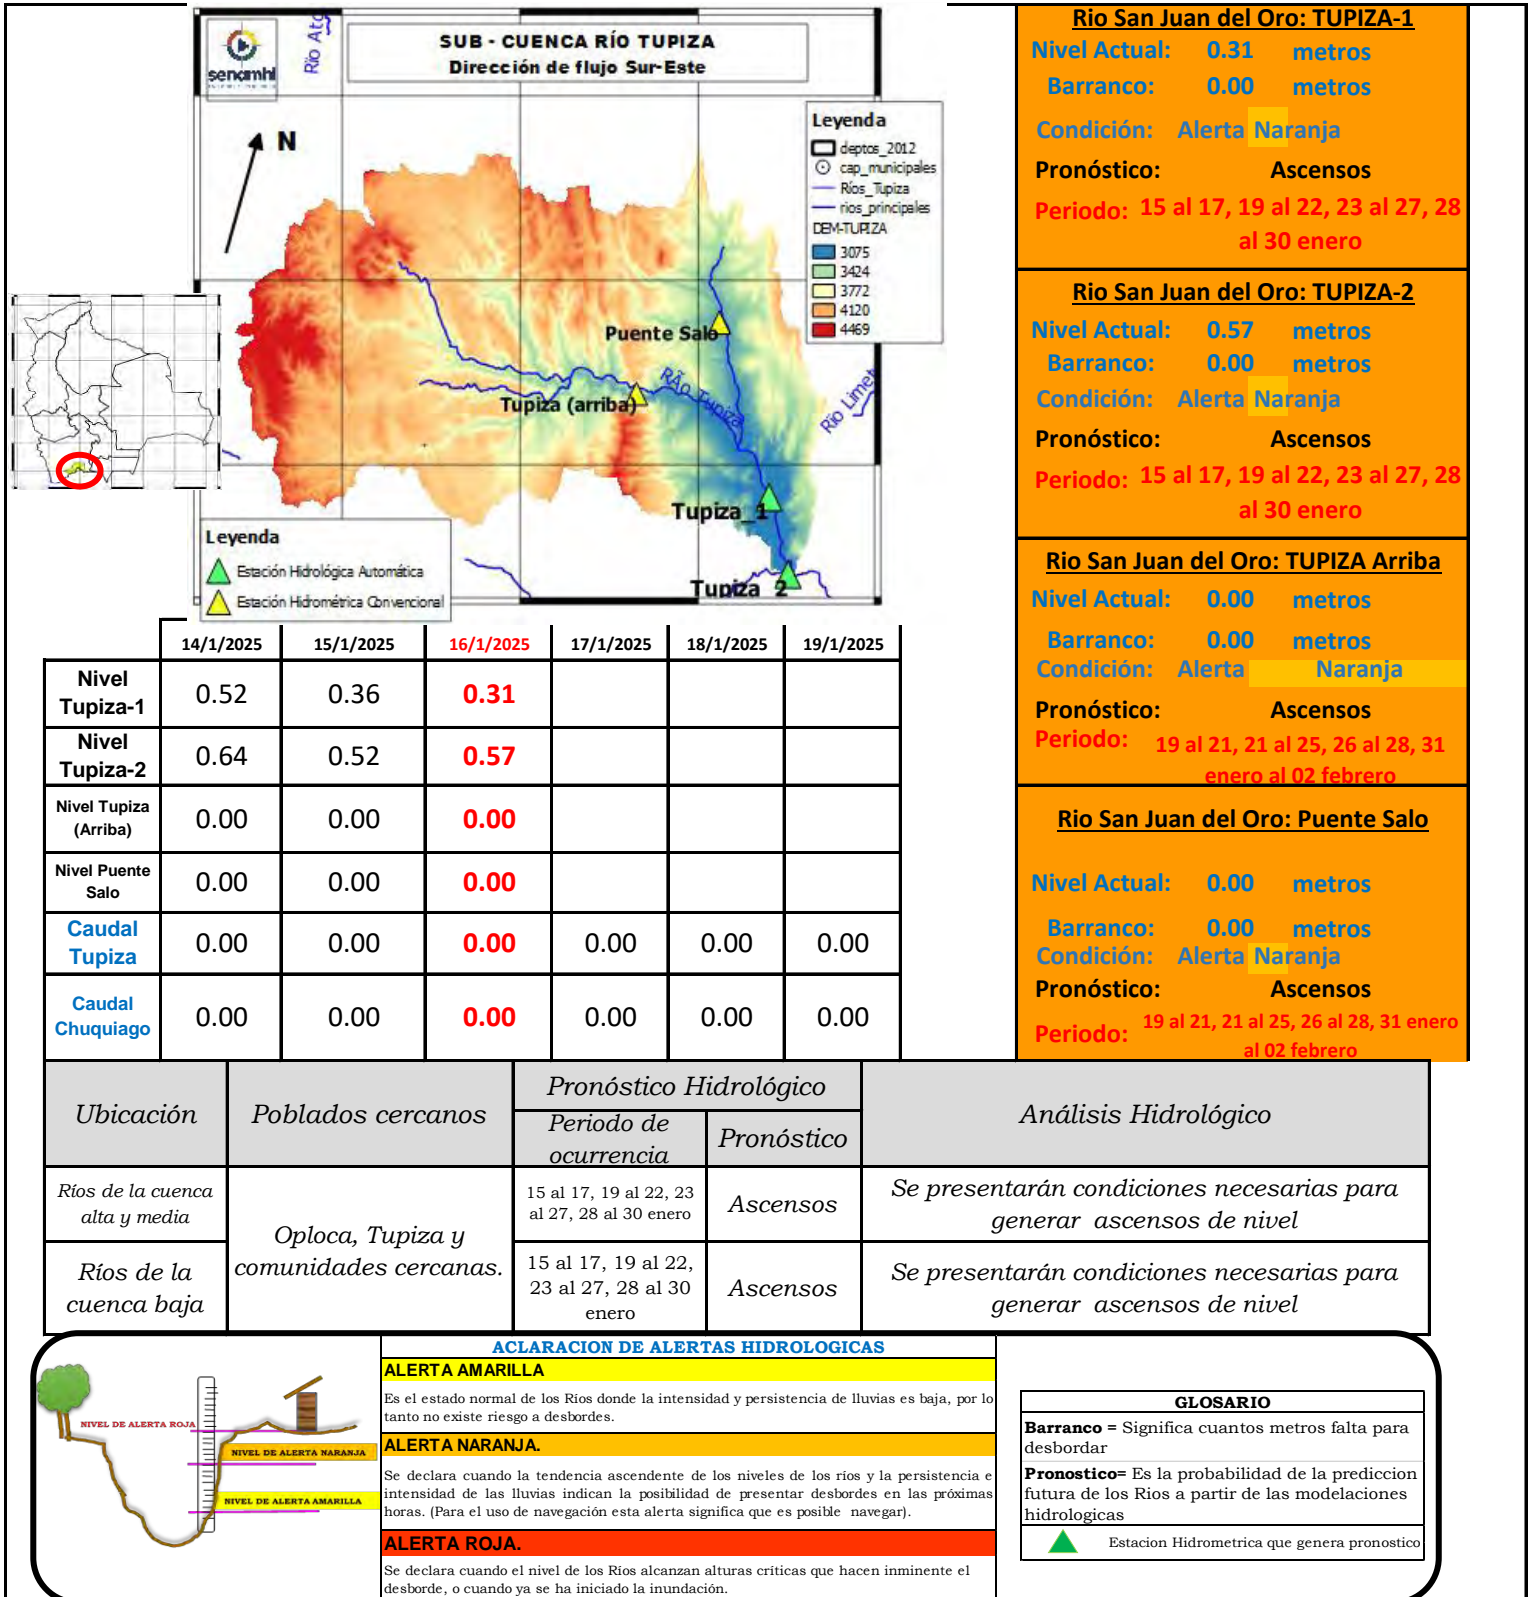 senamhi
Río Ato
SUB - CUENCA RÍO TUPIZA
Dirección de flujo Sur-Este
N
Leyenda
deptos_2012
cap_municipales
Ríos_Tupiza
rios_principales
DEM-TUPIZA
3075
3424
3772
4120
4469
Puente Salo
Tupiza (arriba)
RÃo Tupiza
Rio Limet
Tupiza_1
Tupiza_2
Leyenda
Estación Hidrológica Automática
Estación Hidrométrica Convencional
Rio San Juan del Oro: TUPIZA-1
Nivel Actual: 0.31 metros
Barranco: 0.00 metros
Condición: Alerta Naranja
Pronóstico: Ascensos
Periodo: 15 al 17, 19 al 22, 23 al 27, 28
al 30 enero
Rio San Juan del Oro: TUPIZA-2
Nivel Actual: 0.57 metros
Barranco: 0.00 metros
Condición: Alerta Naranja
Pronóstico: Ascensos
Periodo: 15 al 17, 19 al 22, 23 al 27, 28
al 30 enero
Rio San Juan del Oro: TUPIZA Arriba
Nivel Actual: 0.00 metros
Barranco: 0.00 metros
Condición: Alerta Naranja
Pronóstico: Ascensos
Periodo: 19 al 21, 21 al 25, 26 al 28, 31
enero al 02 febrero
Rio San Juan del Oro: Puente Salo
Nivel Actual: 0.00 metros
Barranco: 0.00 metros
Condición: Alerta Naranja
Pronóstico: Ascensos
Periodo: 19 al 21, 21 al 25, 26 al 28, 31 enero
al 02 febrero
14/1/2025 15/1/2025 16/1/2025 17/1/2025 18/1/2025 19/1/2025
Nivel
Tupiza-1 0.52 0.36 0.31
Nivel
Tupiza-2 0.64 0.52 0.57
Nivel Tupiza
(Arriba) 0.00 0.00 0.00
Nivel Puente
Salo 0.00 0.00 0.00
Caudal
Tupiza 0.00 0.00 0.00 0.00 0.00 0.00
Caudal
Chuquiago 0.00 0.00 0.00 0.00 0.00 0.00
Ubicación Poblados cercanos Pronóstico Hidrológico Análisis Hidrológico
Periodo de
ocurrencia Pronóstico
Ríos de la cuenca
alta y media
Oploca, Tupiza y
comunidades cercanas.
15 al 17, 19 al 22, 23
al 27, 28 al 30 enero
Ascensos
Se presentarán condiciones necesarias para
generar ascensos de nivel
Ríos de la
cuenca baja
15 al 17, 19 al 22,
23 al 27, 28 al 30
enero
Ascensos
Se presentarán condiciones necesarias para
generar ascensos de nivel
NIVEL DE ALERTA ROJA
NIVEL DE ALERTA NARANJA
NIVEL DE ALERTA AMARILLA
ACLARACION DE ALERTAS HIDROLOGICAS
ALERTA AMARILLA
Es el estado normal de los Ríos donde la intensidad y persistencia de lluvias es baja, por lo
tanto no existe riesgo a desbordes.
ALERTA NARANJA.
Se declara cuando la tendencia ascendente de los niveles de los ríos y la persistencia e
intensidad de las lluvias indican la posibilidad de presentar desbordes en las próximas
horas. (Para el uso de navegación esta alerta significa que es posible navegar).
ALERTA ROJA.
Se declara cuando el nivel de los Ríos alcanzan alturas críticas que hacen inminente el
desborde, o cuando ya se ha iniciado la inundación.
GLOSARIO
Barranco = Significa cuantos metros falta para
desbordar
Pronostico= Es la probabilidad de la prediccion
futura de los Rios a partir de las modelaciones
hidrologicas
Estacion Hidrometrica que genera pronostico